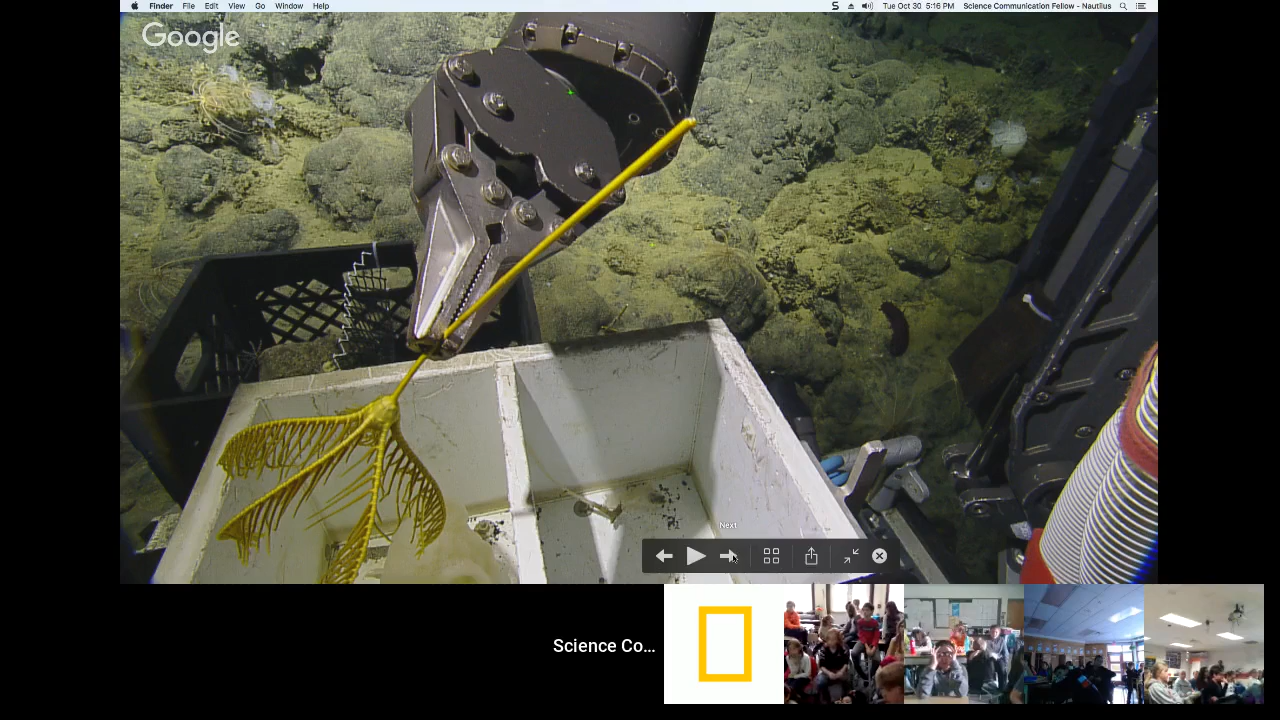 Finder File Edit View Go Window Help
Tue Oct 30 5:16 PM Science Communication Fellow - Nautilus
Google
Next
Science Co...